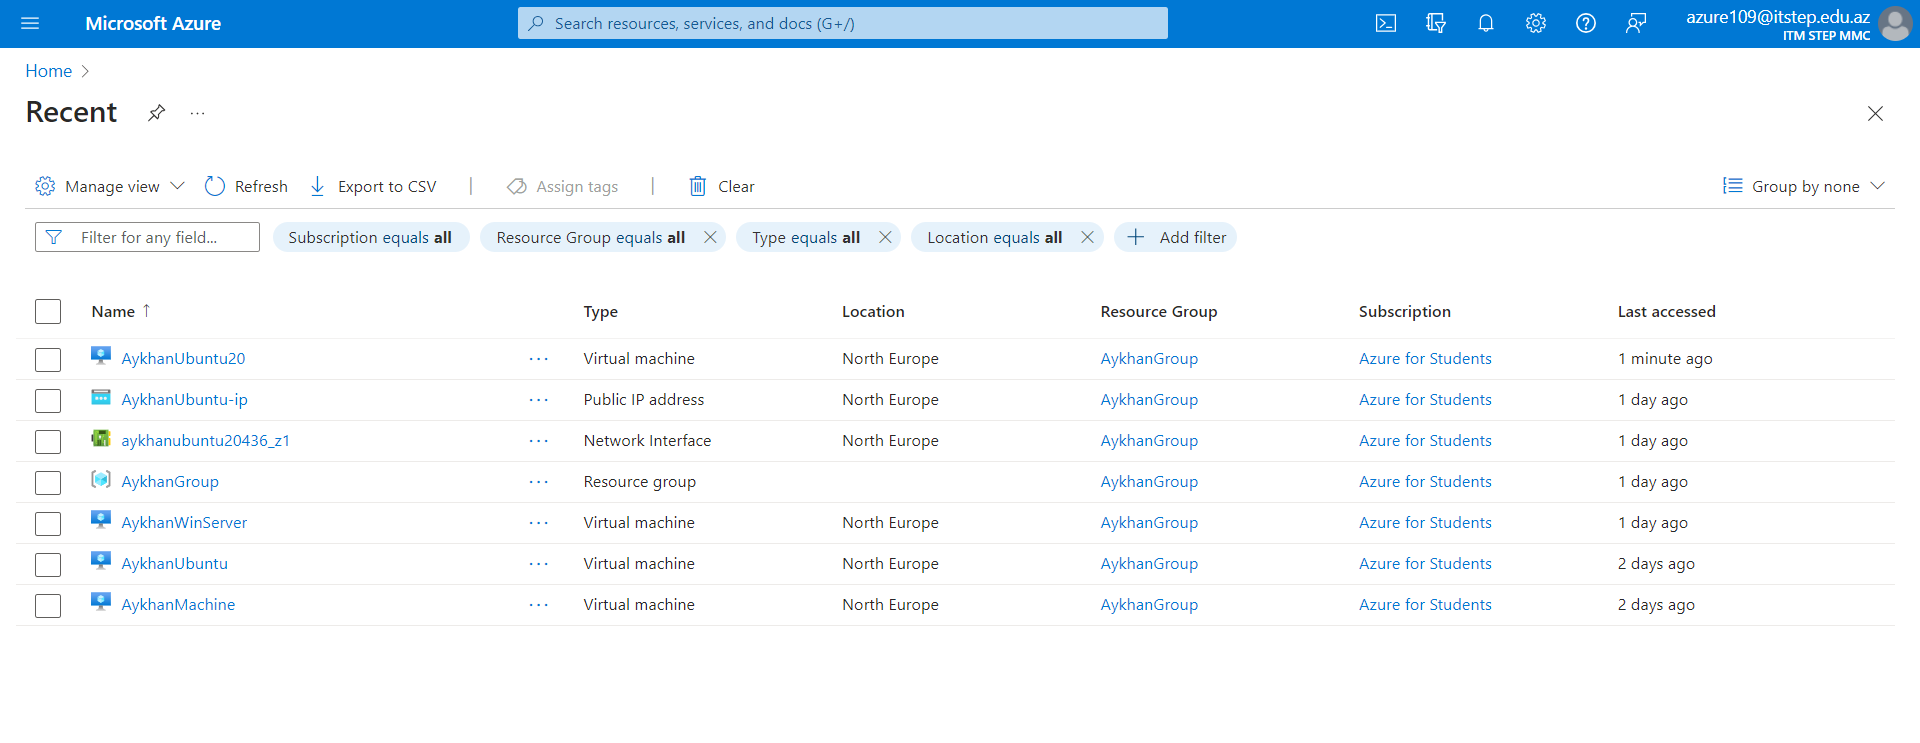 Microsoft Azure
Search resources, services, and docs (G+/)
azure109@itstep.edu.az
ITM STEP MMC
Home
Recent
Manage view Refresh Export to CSV | Assign tags | Clear Group by none
Filter for any field... Subscription equals all Resource Group equals all Type equals all Location equals all Add filter
Name ↑ Type Location Resource Group Subscription Last accessed
AykhanUbuntu20 ... Virtual machine North Europe AykhanGroup Azure for Students 1 minute ago
AykhanUbuntu-ip ... Public IP address North Europe AykhanGroup Azure for Students 1 day ago
aykhanubuntu20436_z1 ... Network Interface North Europe AykhanGroup Azure for Students 1 day ago
AykhanGroup ... Resource group AykhanGroup Azure for Students 1 day ago
AykhanWinServer ... Virtual machine North Europe AykhanGroup Azure for Students 1 day ago
AykhanUbuntu ... Virtual machine North Europe AykhanGroup Azure for Students 2 days ago
AykhanMachine ... Virtual machine North Europe AykhanGroup Azure for Students 2 days ago